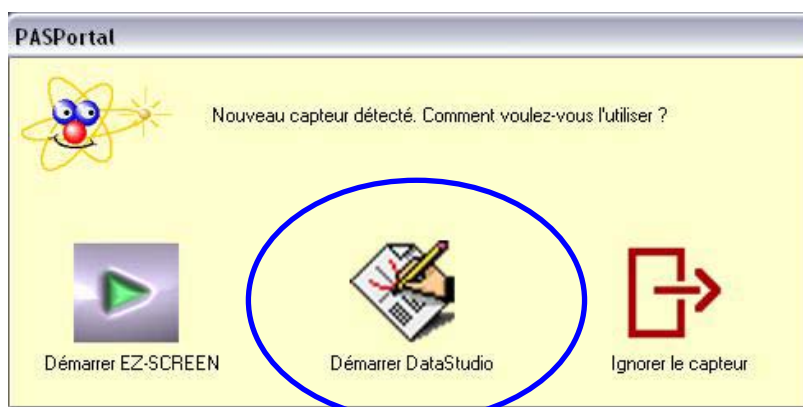 PASPortal
Nouveau capteur détecté. Comment voulez-vous l'utiliser ?
Démarrer EZ-SCREEN
Démarrer DataStudio
Ignorer le capteur